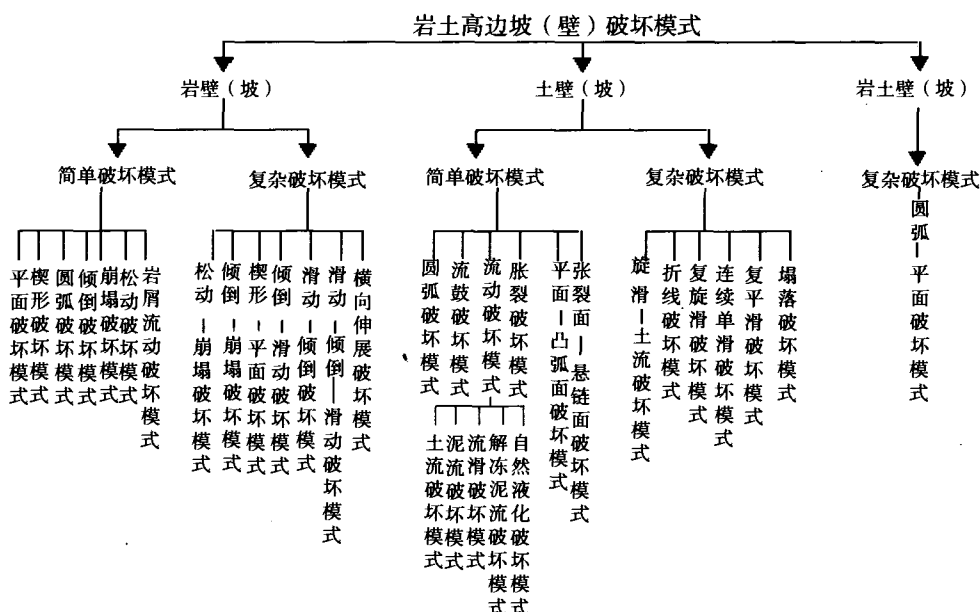 岩土高边坡（壁）破坏模式
岩壁（坡）
土壁（坡）
岩土壁（坡）
简单破坏模式
复杂破坏模式
简单破坏模式
复杂破坏模式
复杂破坏模式
平面破坏模式
楔形破坏模式
圆弧破坏模式
倾倒破坏模式
崩塌破坏模式
松动破坏模式
岩屑流动破坏模式
松动—崩塌破坏模式
倾倒—崩塌破坏模式
楔形—平面破坏模式
倾倒—滑动破坏模式
滑动—倾倒破坏模式
滑动—倾倒—滑动破坏模式
横向伸展破坏模式
圆弧破坏模式
流鼓破坏模式
流动破坏模式
胀裂破坏模式
平面—凸弧面破坏模式
张裂面—悬链面破坏模式
旋滑—土流破坏模式
折线破坏模式
复旋滑破坏模式
连续单滑破坏模式
复平滑破坏模式
塌落破坏模式
圆弧—平面破坏模式
土流破坏模式
泥流破坏模式
流滑破坏模式
解冻泥流破坏模式
自然液化破坏模式